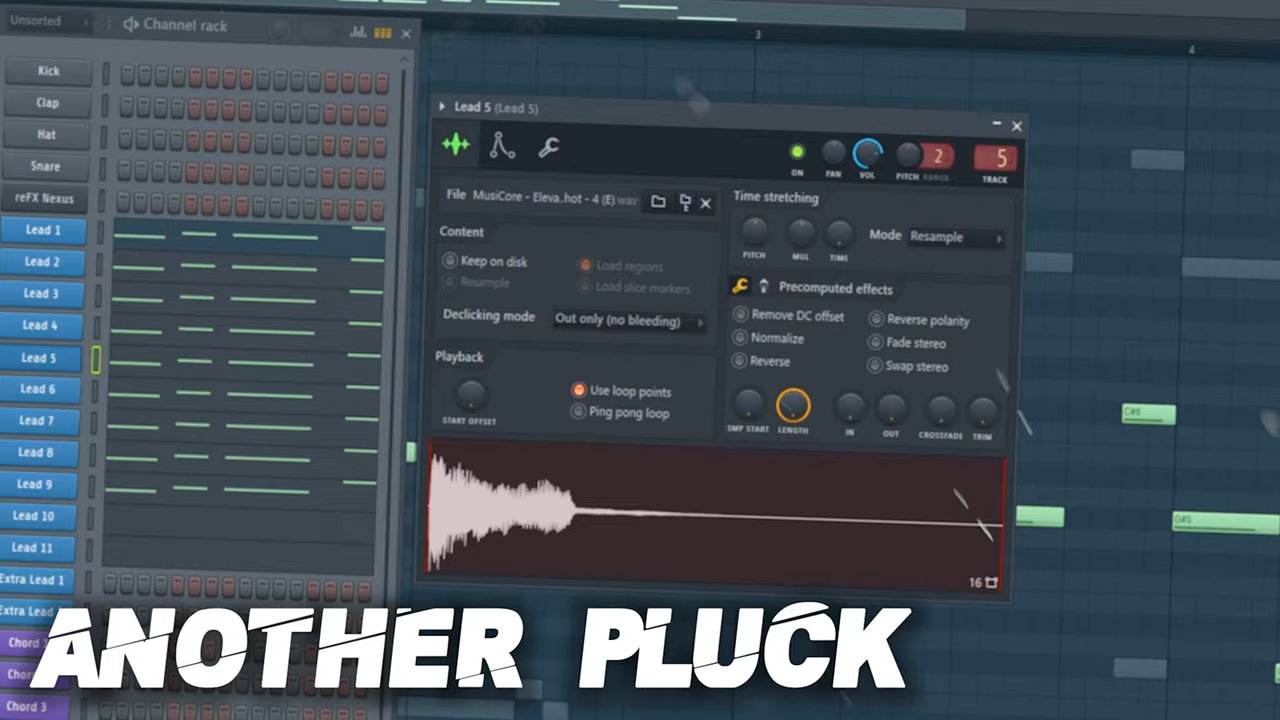 Unsorted
Channel rack
3
4
Kick
Clap
Hat
Snare
reFX Nexus
Lead 1
Lead 2
Lead 3
Lead 4
Lead 5
Lead 6
Lead 7
Lead 8
Lead 9
Lead 10
Lead 11
Extra Lead 1
Extra Lead
Chord
Cho
Chord 3
Lead 5 (Lead 5)
ON
PAN
VOL
PITCH
RANGE
2
5
TRACK
File
MusiCore - Eleva..hot - 4 (E).wav
Content
Keep on disk
Resample
Load regions
Load slice markers
Declicking mode
Out only (no bleeding)
Playback
START OFFSET
Use loop points
Ping pong loop
Time stretching
PITCH
MUL
TIME
Mode
Resample
Precomputed effects
Remove DC offset
Normalize
Reverse
Reverse polarity
Fade stereo
Swap stereo
SMP START
LENGTH
IN
OUT
CROSSFADE
TRIM
16
C#6
G#5
ANOTHER PLUCK